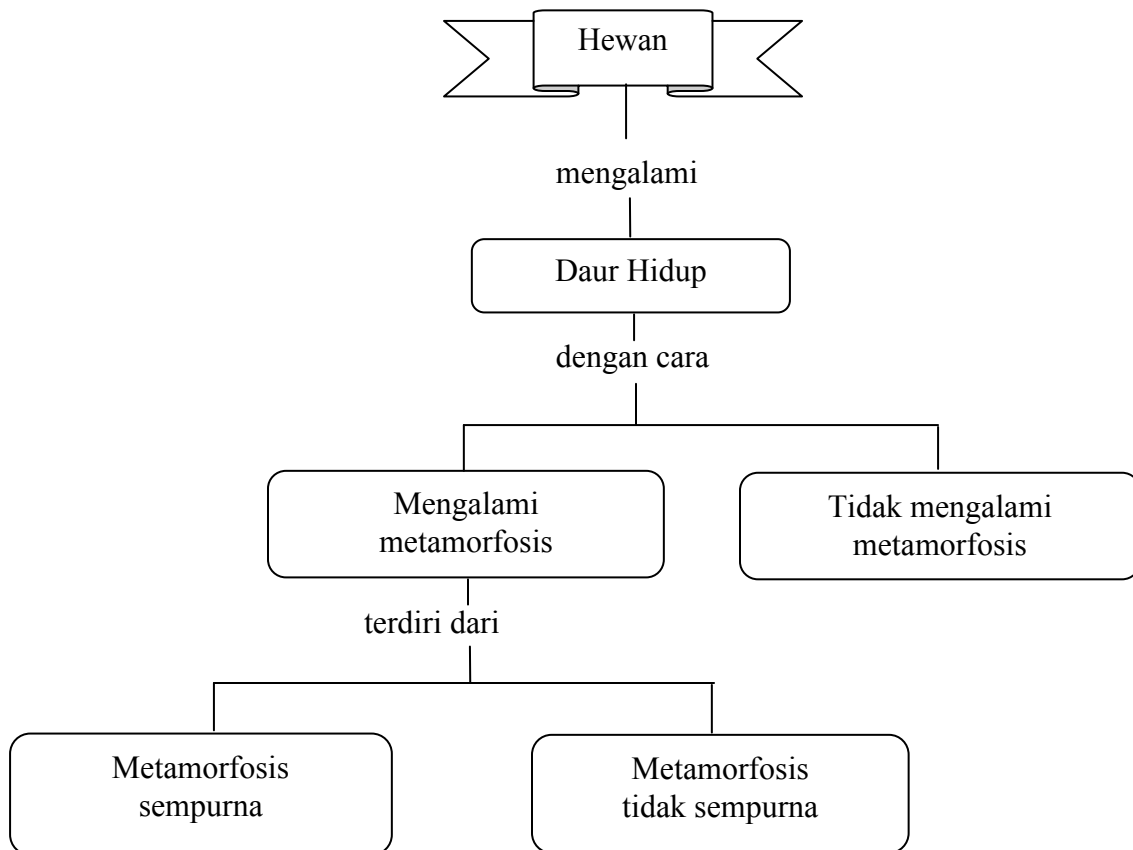 Hewan
mengalami
Daur Hidup
dengan cara
Mengalami
metamorfosis
Tidak mengalami
metamorfosis
terdiri dari
Metamorfosis
sempurna
Metamorfosis
tidak sempurna